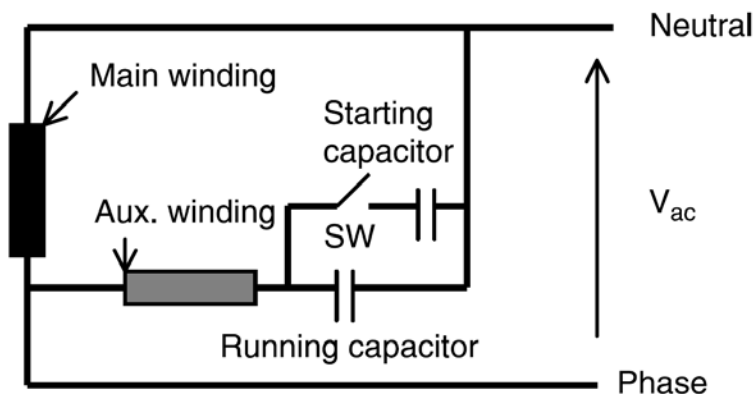 Neutral
Main winding
Starting
capacitor
V_ac
Aux. winding
SW
Running capacitor
Phase